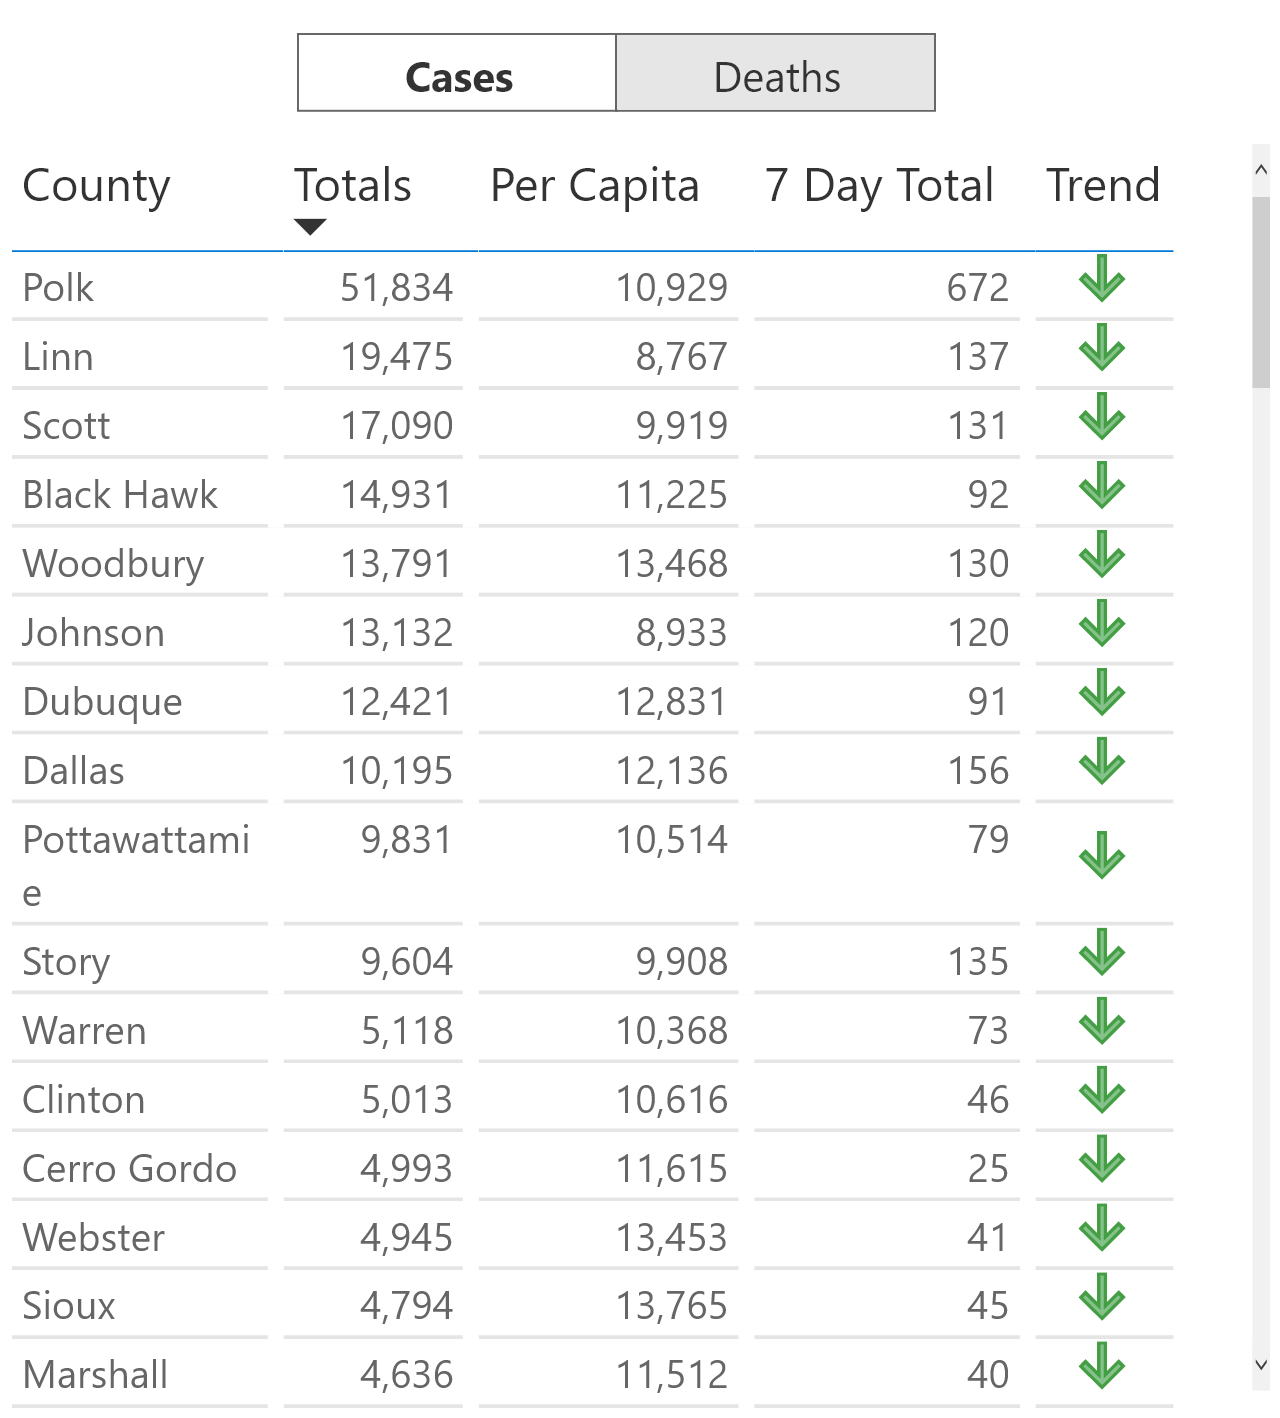 Cases Deaths
County Totals Per Capita 7 Day Total Trend
Polk 51,834 10,929 672
Linn 19,475 8,767 137
Scott 17,090 9,919 131
Black Hawk 14,931 11,225 92
Woodbury 13,791 13,468 130
Johnson 13,132 8,933 120
Dubuque 12,421 12,831 91
Dallas 10,195 12,136 156
Pottawattami 9,831 10,514 79
e
Story 9,604 9,908 135
Warren 5,118 10,368 73
Clinton 5,013 10,616 46
Cerro Gordo 4,993 11,615 25
Webster 4,945 13,453 41
Sioux 4,794 13,765 45
Marshall 4,636 11,512 40